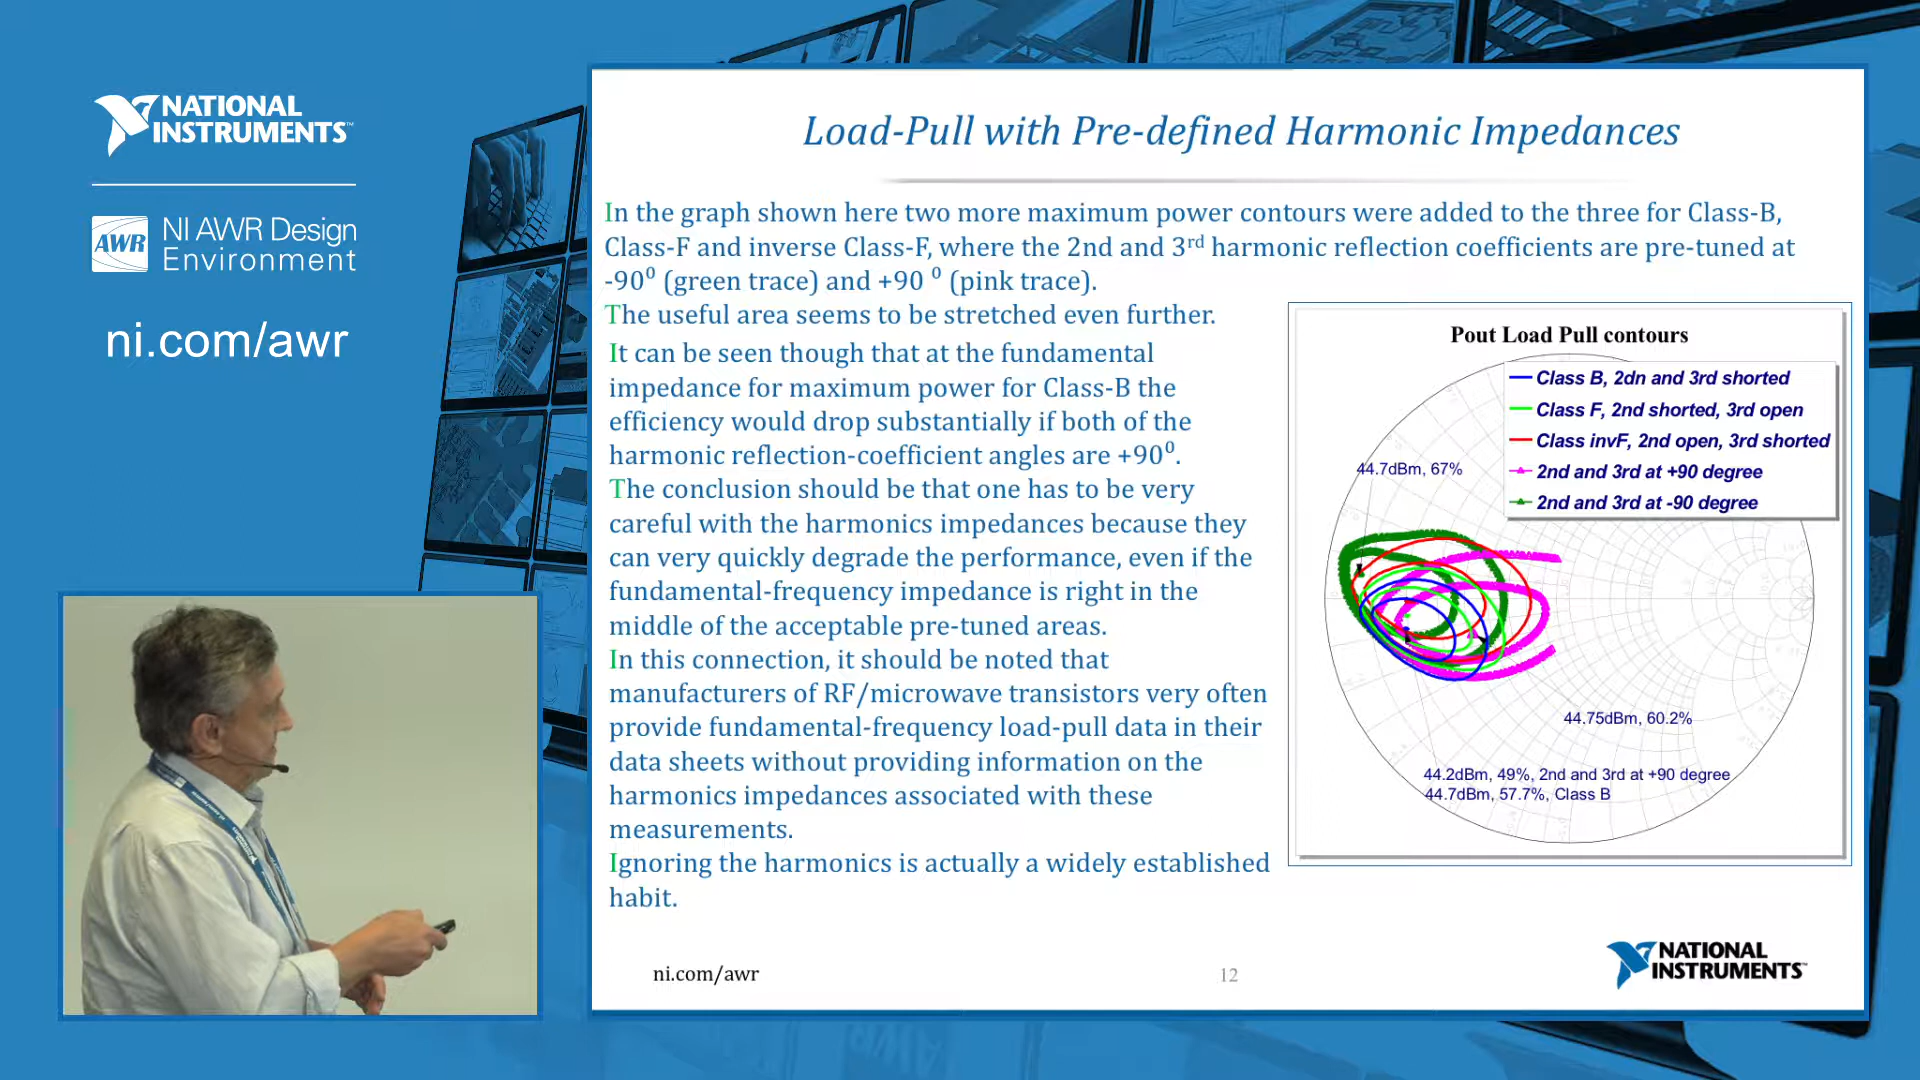 NATIONAL
INSTRUMENTS™
AWR
NI AWR Design
Environment
ni.com/awr
Load-Pull with Pre-defined Harmonic Impedances
In the graph shown here two more maximum power contours were added to the three for Class-B,
Class-F and inverse Class-F, where the 2nd and 3rd harmonic reflection coefficients are pre-tuned at
-90⁰ (green trace) and +90 ⁰ (pink trace).
The useful area seems to be stretched even further.
It can be seen though that at the fundamental
impedance for maximum power for Class-B the
efficiency would drop substantially if both of the
harmonic reflection-coefficient angles are +90⁰.
The conclusion should be that one has to be very
careful with the harmonics impedances because they
can very quickly degrade the performance, even if the
fundamental-frequency impedance is right in the
middle of the acceptable pre-tuned areas.
In this connection, it should be noted that
manufacturers of RF/microwave transistors very often
provide fundamental-frequency load-pull data in their
data sheets without providing information on the
harmonics impedances associated with these
measurements.
Ignoring the harmonics is actually a widely established
habit.
Pout Load Pull contours
Class B, 2dn and 3rd shorted
Class F, 2nd shorted, 3rd open
Class invF, 2nd open, 3rd shorted
2nd and 3rd at +90 degree
2nd and 3rd at -90 degree
44.7dBm, 67%
44.75dBm, 60.2%
44.2dBm, 49%, 2nd and 3rd at +90 degree
44.7dBm, 57.7%, Class B
ni.com/awr
12
NATIONAL
INSTRUMENTS™